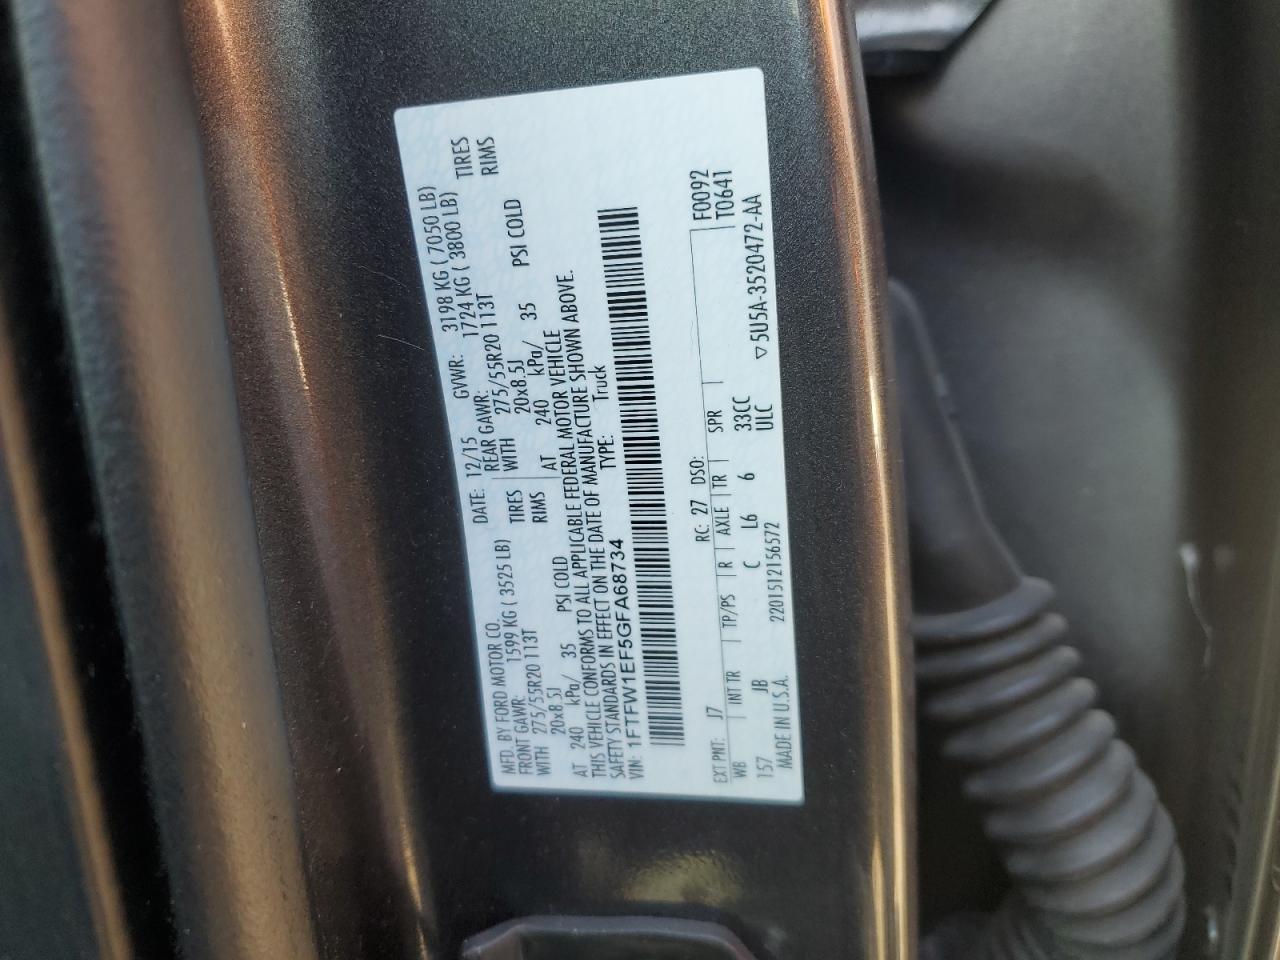 MFD. BY FORD MOTOR CO. DATE: 12/15 GVWR: 3198 KG ( 7050 LB)
FRONT GAWR: 1599 KG ( 3525 LB) REAR GAWR: 1724 KG ( 3800 LB)
WITH 275/55R20 113T TIRES WITH 275/55R20 113T TIRES
20x8.5J RIMS 20x8.5J RIMS
AT 240 kPa/ 35 PSI COLD AT 240 kPa/ 35 PSI COLD
THIS VEHICLE CONFORMS TO ALL APPLICABLE FEDERAL MOTOR VEHICLE
SAFETY STANDARDS IN EFFECT ON THE DATE OF MANUFACTURE SHOWN ABOVE.
VIN: 1FTFW1EF5GFA68734 TYPE: Truck
F0092
T0641
EXT PNT: J7 RC: 27 DSO:
WB INT TR TP/PS R AXLE TR SPR
157 JB C L6 6 33CC
ULC
MADE IN U.S.A. 2201512156572 ▽5U5A-3520472-AA